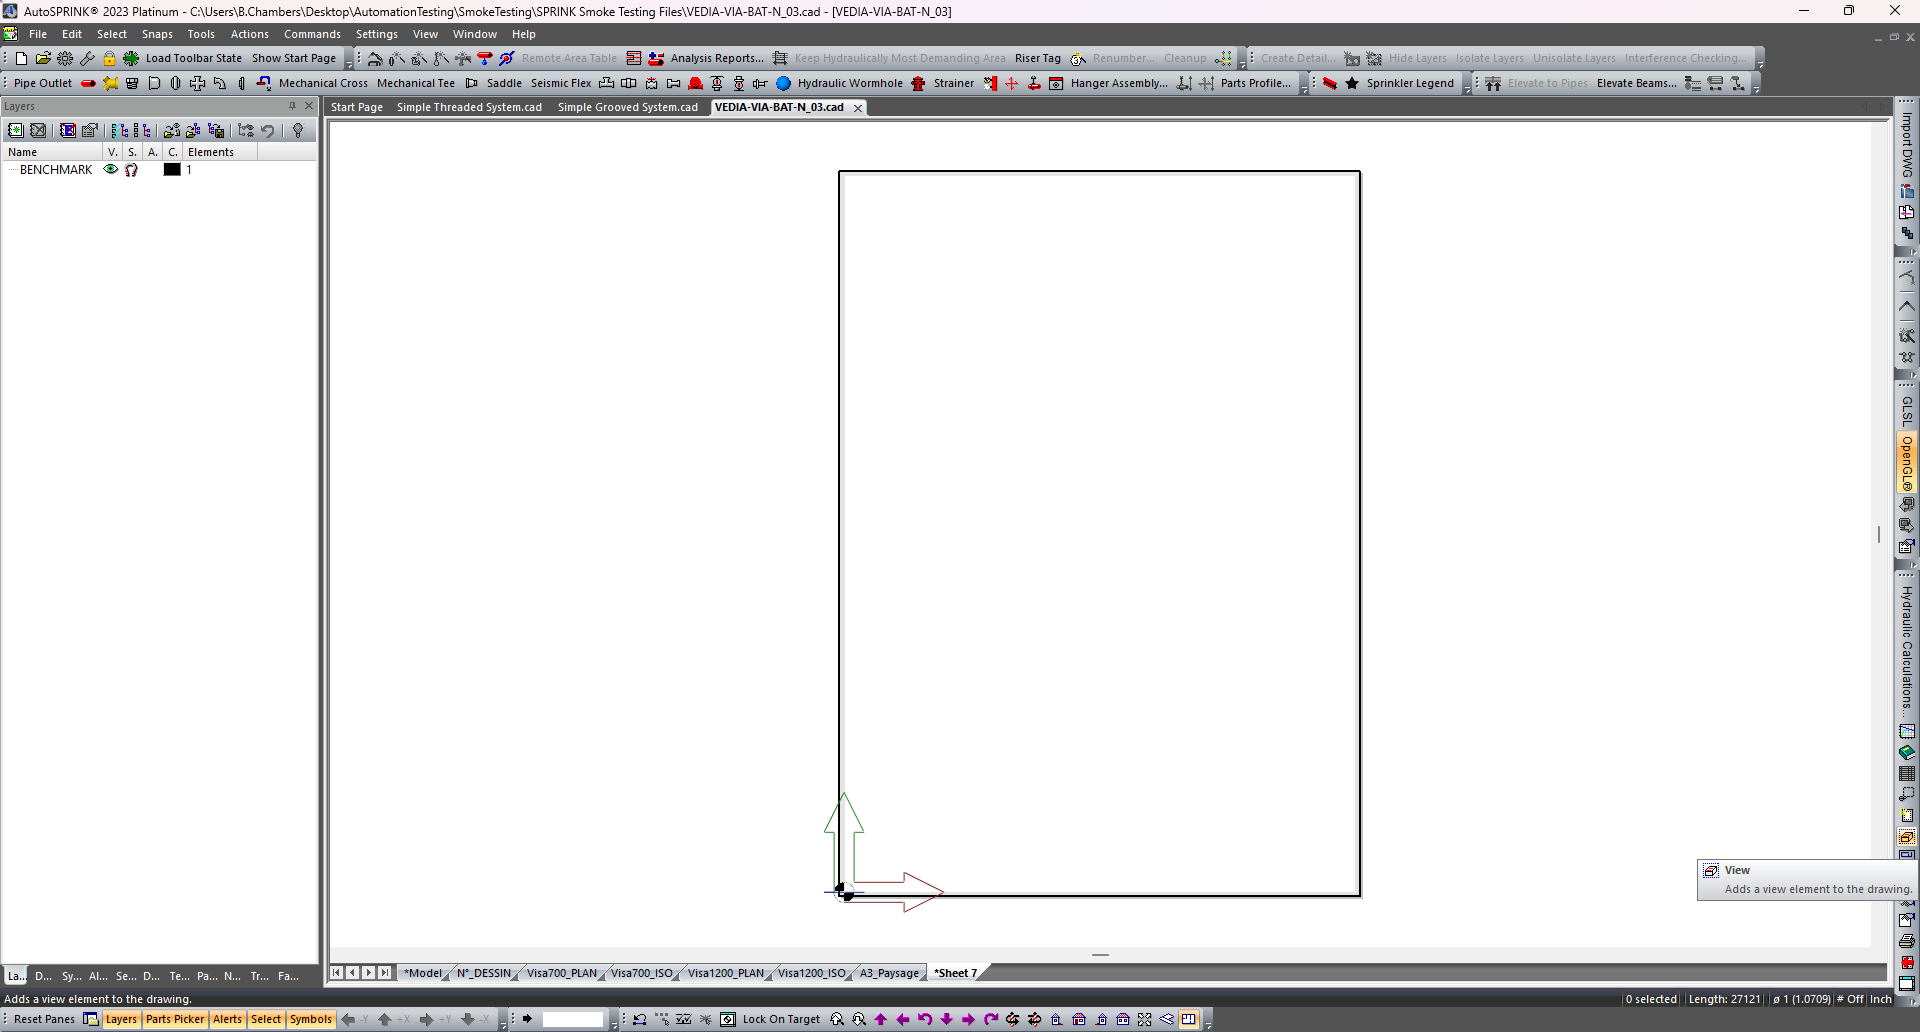 AutoSPRINK® 2023 Platinum - C:\Users\B.Chambers\Desktop\AutomationTesting\SmokeTesting\SPRINK Smoke Testing Files\VEDIA-VIA-BAT-N_03.cad - [VEDIA-VIA-BAT-N_03]
File Edit Select Snaps Tools Actions Commands Settings View Window Help
Load Toolbar State Show Start Page Remote Area Table Analysis Reports... Keep Hydraulically Most Demanding Area Riser Tag Renumber... Cleanup Create Detail... Hide Layers Isolate Layers Unisolate Layers Interference Checking...
Pipe Outlet Mechanical Cross Mechanical Tee Saddle Seismic Flex Hydraulic Wormhole Strainer Hanger Assembly... Parts Profile... Sprinkler Legend Elevate to Pipes Elevate Beams...
Layers
Start Page Simple Threaded System.cad Simple Grooved System.cad VEDIA-VIA-BAT-N_03.cad
Name V. S. A. C. Elements
BENCHMARK 1
Import DWG
GLSL
OpenGL®
Hydraulic Calculations...
View
Adds a view element to the drawing.
La... D... Sy... Al... Se... D... Te... Pa... N... Tr... Fa...
*Model N°_DESSIN Visa700_PLAN Visa700_ISO Visa1200_PLAN Visa1200_ISO A3_Paysage *Sheet 7
Adds a view element to the drawing.
0 selected Length: 27121 ø 1 (1.0709) # Off Inch
Reset Panes Layers Parts Picker Alerts Select Symbols -Y +X +Y -X Lock On Target